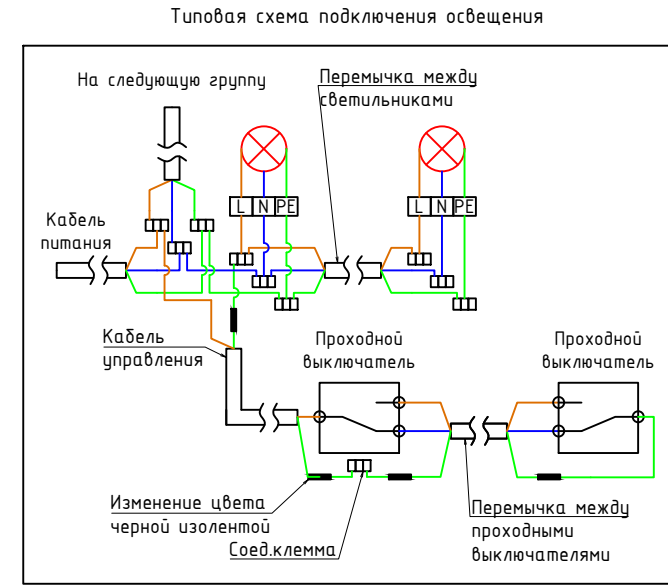 Типовая схема подключения освещения
На следующую группу
Перемычка между
светильниками
L N PE
L N PE
Кабель
питания
Кабель
управления
Проходной
выключатель
Проходной
выключатель
Изменение цвета
черной изолентой
Соед.клемма
Перемычка между
проходными
выключателями